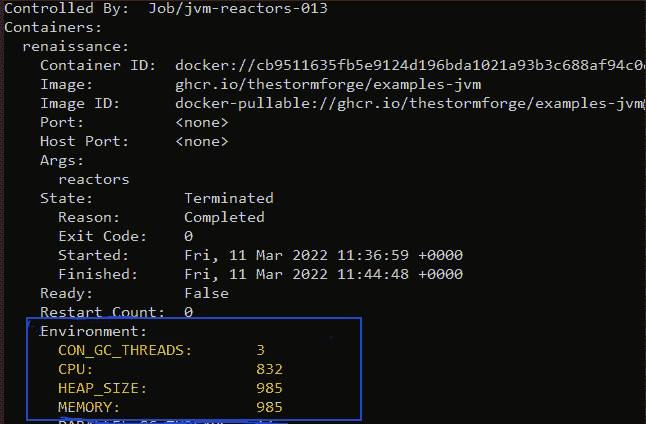 Controlled By:  Job/jvm-reactors-013
Containers:
  renaissance:
    Container ID:  docker://cb9511635fb5e9124d196bda1021a93b3c688af94c0
    Image:         ghcr.io/thestormforge/examples-jvm
    Image ID:      docker-pullable://ghcr.io/thestormforge/examples-jvm
    Port:          <none>
    Host Port:     <none>
    Args:
      reactors
    State:          Terminated
      Reason:       Completed
      Exit Code:    0
      Started:      Fri, 11 Mar 2022 11:36:59 +0000
      Finished:     Fri, 11 Mar 2022 11:44:48 +0000
    Ready:          False
    Restart Count:  0
    Environment:
      CON_GC_THREADS:       3
      CPU:                  832
      HEAP_SIZE:            985
      MEMORY:               985